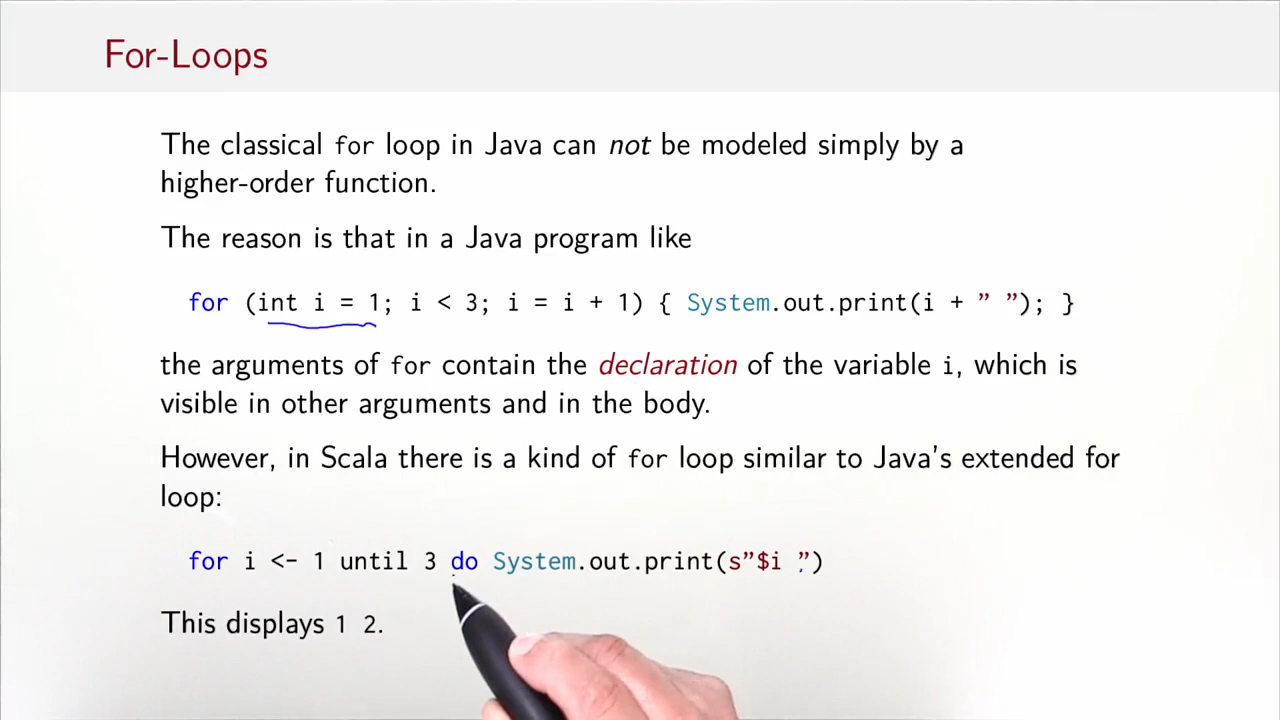 For-Loops
The classical for loop in Java can not be modeled simply by a
higher-order function.
The reason is that in a Java program like
for (int i = 1; i < 3; i = i + 1) { System.out.print(i + ” ”); }
the arguments of for contain the declaration of the variable i, which is
visible in other arguments and in the body.
However, in Scala there is a kind of for loop similar to Java’s extended for
loop:
for i <- 1 until 3 do System.out.print(s”$i ”)
This displays 1 2.